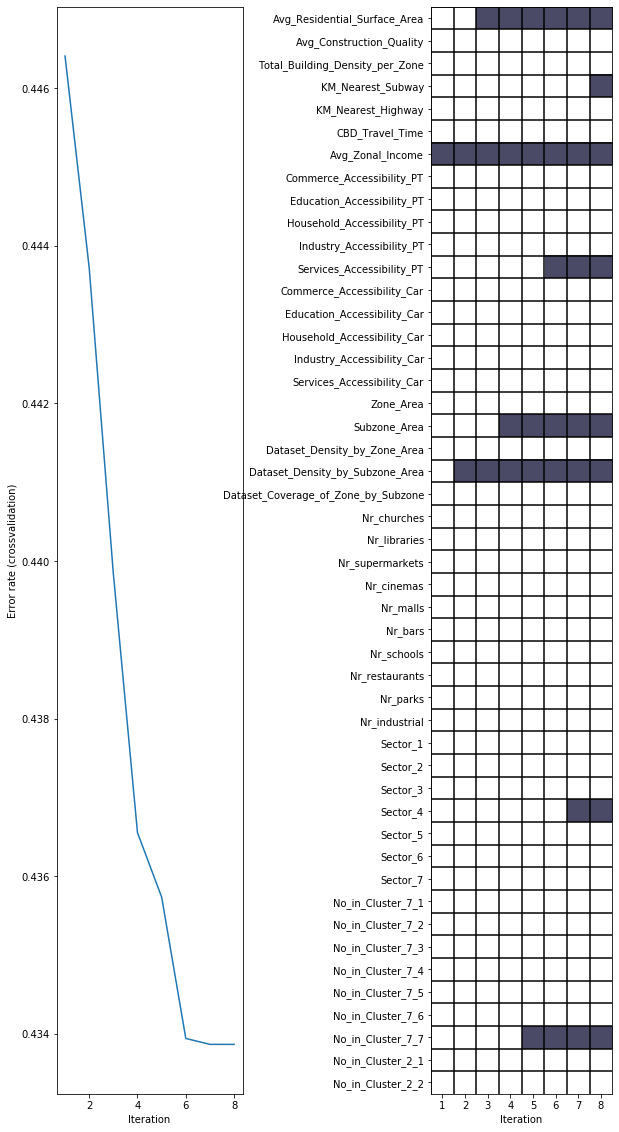 0.446
0.444
0.442
0.440
0.438
0.436
0.434
Error rate (crossvalidation)
2 4 6 8
Iteration
Avg_Residential_Surface_Area
Avg_Construction_Quality
Total_Building_Density_per_Zone
KM_Nearest_Subway
KM_Nearest_Highway
CBD_Travel_Time
Avg_Zonal_Income
Commerce_Accessibility_PT
Education_Accessibility_PT
Household_Accessibility_PT
Industry_Accessibility_PT
Services_Accessibility_PT
Commerce_Accessibility_Car
Education_Accessibility_Car
Household_Accessibility_Car
Industry_Accessibility_Car
Services_Accessibility_Car
Zone_Area
Subzone_Area
Dataset_Density_by_Zone_Area
Dataset_Density_by_Subzone_Area
Dataset_Coverage_of_Zone_by_Subzone
Nr_churches
Nr_libraries
Nr_supermarkets
Nr_cinemas
Nr_malls
Nr_bars
Nr_schools
Nr_restaurants
Nr_parks
Nr_industrial
Sector_1
Sector_2
Sector_3
Sector_4
Sector_5
Sector_6
Sector_7
No_in_Cluster_7_1
No_in_Cluster_7_2
No_in_Cluster_7_3
No_in_Cluster_7_4
No_in_Cluster_7_5
No_in_Cluster_7_6
No_in_Cluster_7_7
No_in_Cluster_2_1
No_in_Cluster_2_2
1 2 3 4 5 6 7 8
Iteration